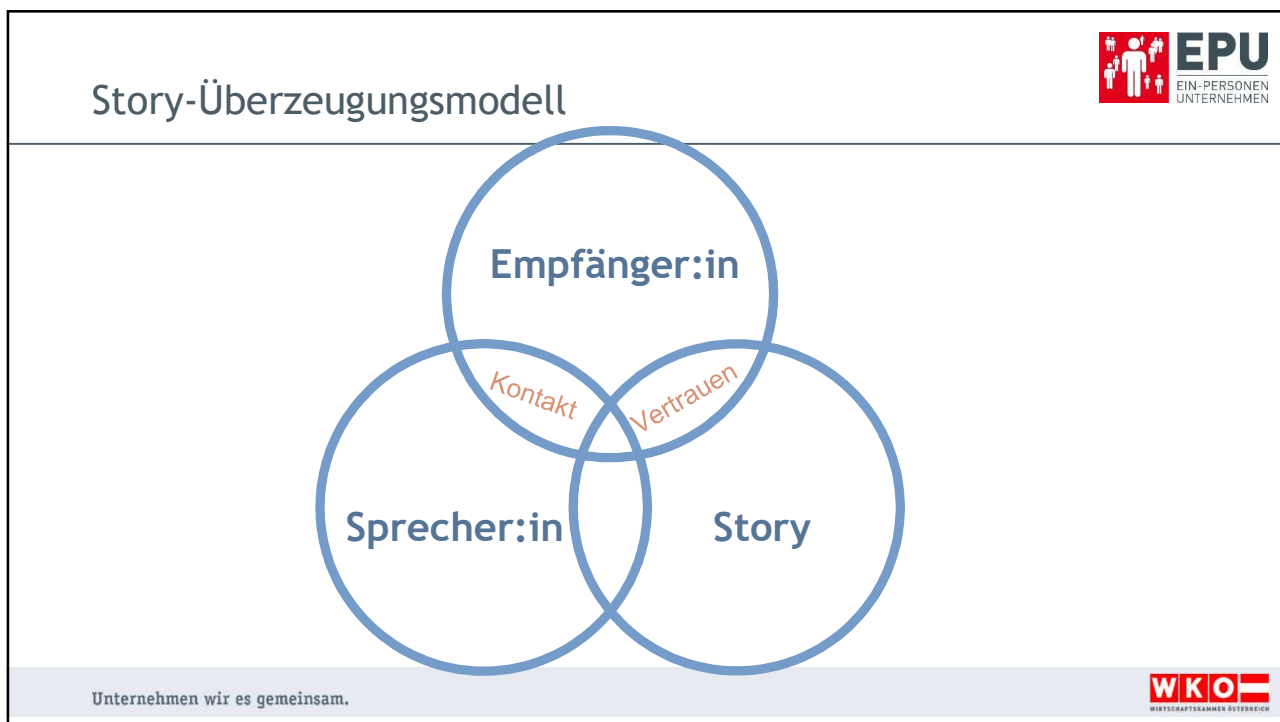 Story-Überzeugungsmodell
EPU
EIN-PERSONEN
UNTERNEHMEN
Empfänger:in
Kontakt
Vertrauen
Sprecher:in
Story
Unternehmen wir es gemeinsam.
WKO
WIRTSCHAFTSKAMMER ÖSTERREICH